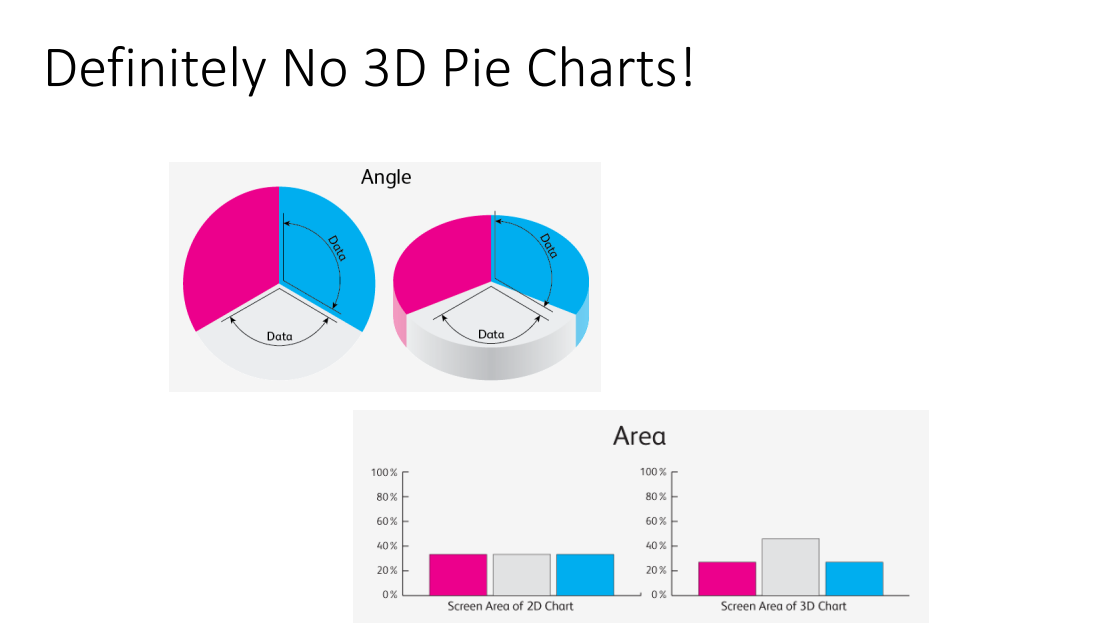 Definitely No 3D Pie Charts!
Angle
Data
Data
Data
Data
Area
100%
80%
60%
40%
20%
0%
Screen Area of 2D Chart
100%
80%
60%
40%
20%
0%
Screen Area of 3D Chart